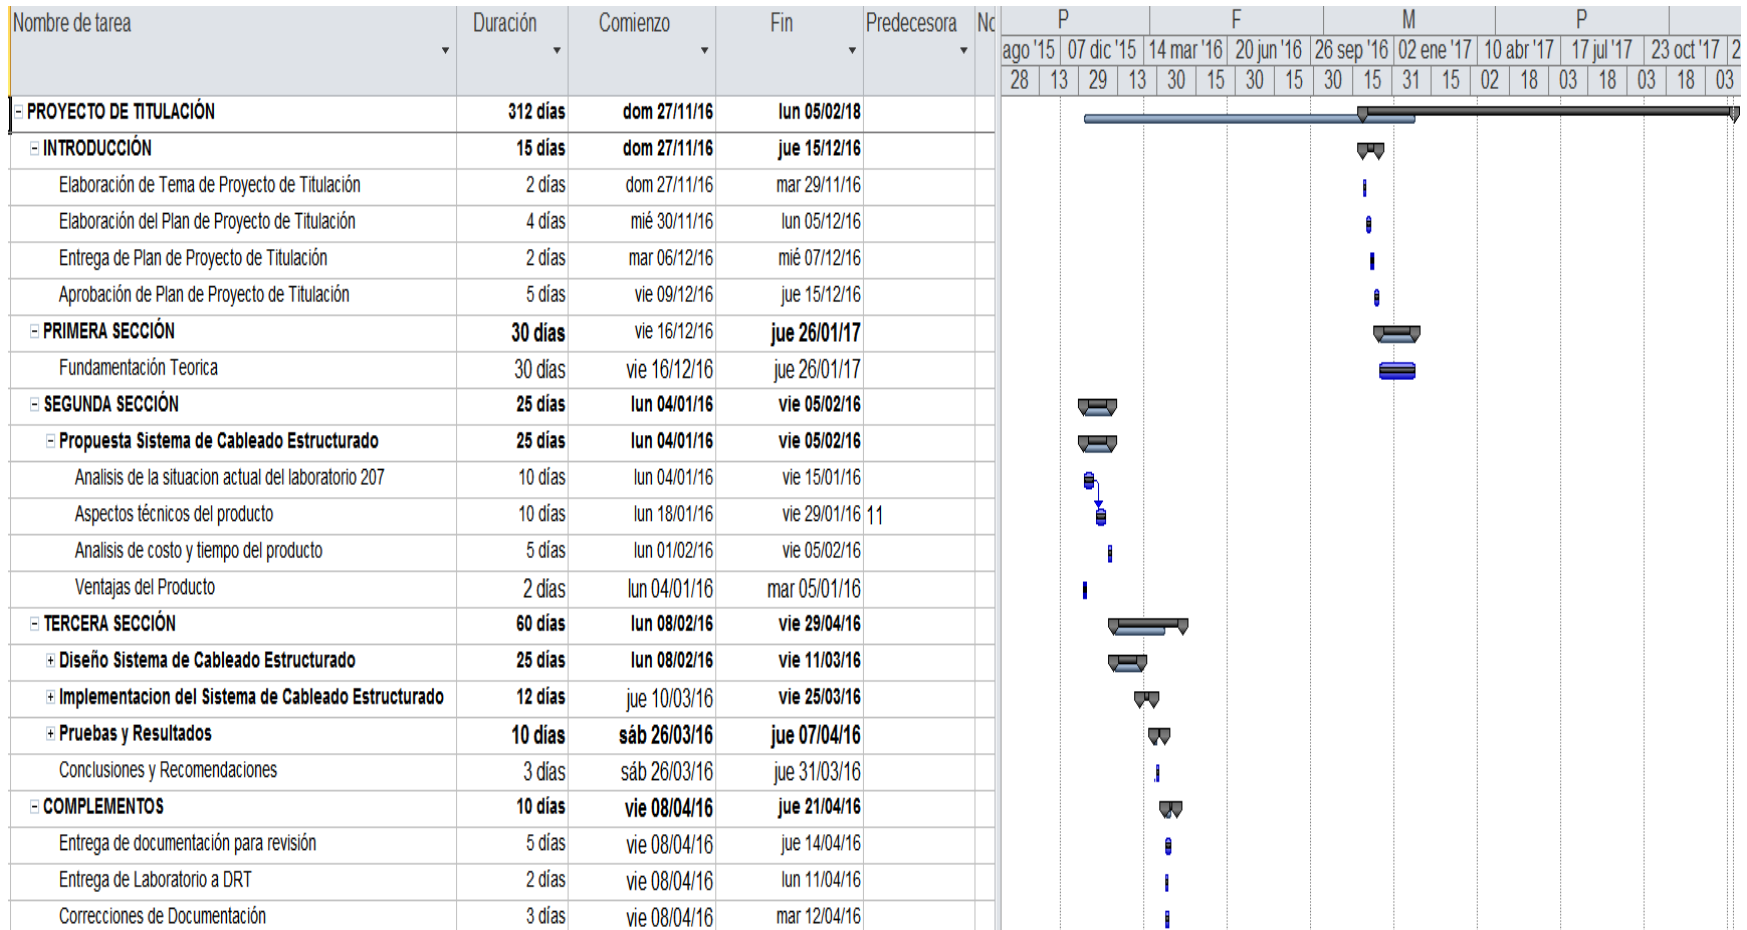 Nombre de tarea Duración Comienzo Fin Predecesora P F M P
ago '15 07 dic '15 14 mar '16 20 jun '16 26 sep '16 02 ene '17 10 abr '17 17 jul '17 23 oct '17 2
28 13 29 13 30 15 30 15 30 15 31 15 02 18 03 18 03 18 03
PROYECTO DE TITULACIÓN 312 días dom 27/11/16 lun 05/02/18
INTRODUCCIÓN 15 días dom 27/11/16 jue 15/12/16
Elaboración de Tema de Proyecto de Titulación 2 días dom 27/11/16 mar 29/11/16
Elaboración del Plan de Proyecto de Titulación 4 días mié 30/11/16 lun 05/12/16
Entrega de Plan de Proyecto de Titulación 2 días mar 06/12/16 mié 07/12/16
Aprobación de Plan de Proyecto de Titulación 5 días vie 09/12/16 jue 15/12/16
PRIMERA SECCIÓN 30 días vie 16/12/16 jue 26/01/17
Fundamentación Teorica 30 días vie 16/12/16 jue 26/01/17
SEGUNDA SECCIÓN 25 días lun 04/01/16 vie 05/02/16
Propuesta Sistema de Cableado Estructurado 25 días lun 04/01/16 vie 05/02/16
Analisis de la situacion actual del laboratorio 207 10 días lun 04/01/16 vie 15/01/16
Aspectos técnicos del producto 10 días lun 18/01/16 vie 29/01/16 11
Analisis de costo y tiempo del producto 5 días lun 01/02/16 vie 05/02/16
Ventajas del Producto 2 días lun 04/01/16 mar 05/01/16
TERCERA SECCIÓN 60 días lun 08/02/16 vie 29/04/16
Diseño Sistema de Cableado Estructurado 25 días lun 08/02/16 vie 11/03/16
Implementacion del Sistema de Cableado Estructurado 12 días jue 10/03/16 vie 25/03/16
Pruebas y Resultados 10 días sáb 26/03/16 jue 07/04/16
Conclusiones y Recomendaciones 3 días sáb 26/03/16 jue 31/03/16
COMPLEMENTOS 10 días vie 08/04/16 jue 21/04/16
Entrega de documentación para revisión 5 días vie 08/04/16 jue 14/04/16
Entrega de Laboratorio a DRT 2 días vie 08/04/16 lun 11/04/16
Correcciones de Documentación 3 días vie 08/04/16 mar 12/04/16